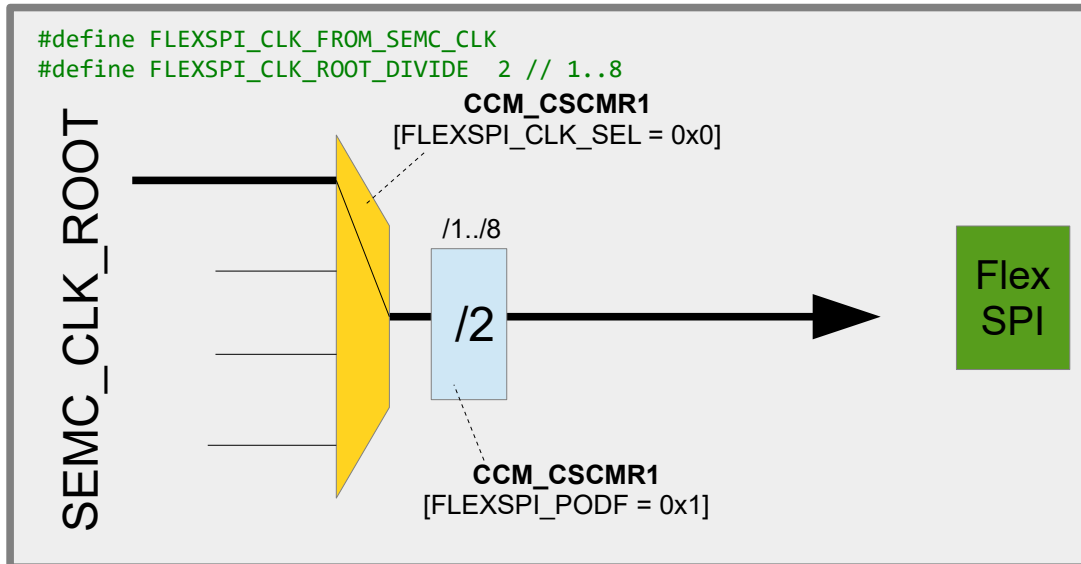 #define FLEXSPI_CLK_FROM_SEMC_CLK
#define FLEXSPI_CLK_ROOT_DIVIDE  2 // 1..8
CCM_CSCMR1
[FLEXSPI_CLK_SEL = 0x0]
SEMC_CLK_ROOT
/1../8
/2
Flex
SPI
CCM_CSCMR1
[FLEXSPI_PODF = 0x1]